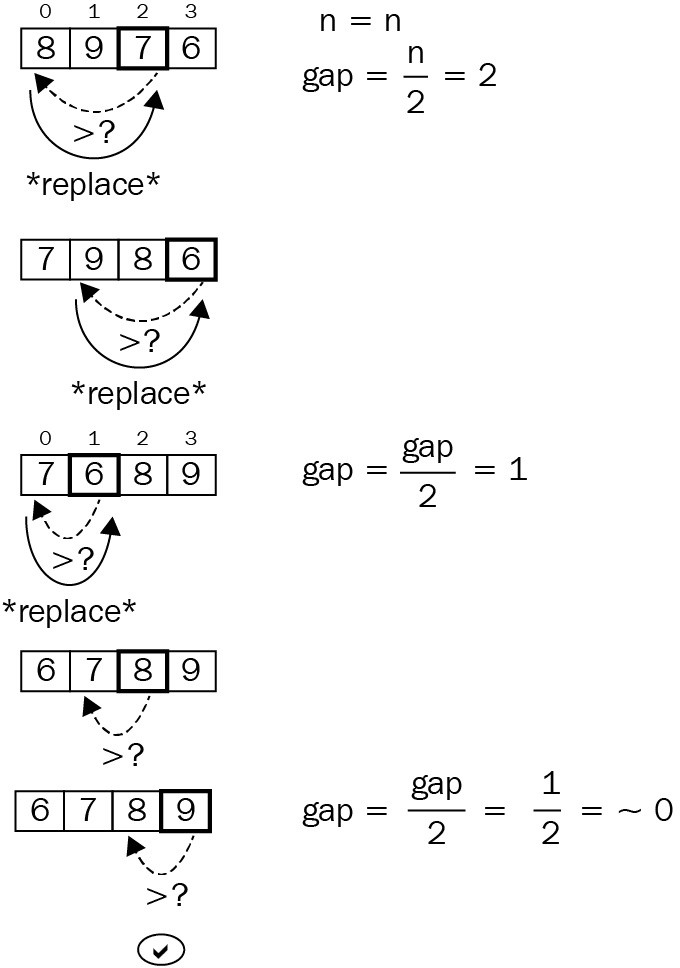 0 1 2 3
8 9 7 6
n = n
gap = n/2 = 2
>?
*replace*
7 9 8 6
>?
*replace*
0 1 2 3
7 6 8 9
gap = gap/2 = 1
>?
*replace*
6 7 8 9
>?
6 7 8 9
gap = gap/2 = 1/2 = ~ 0
>?